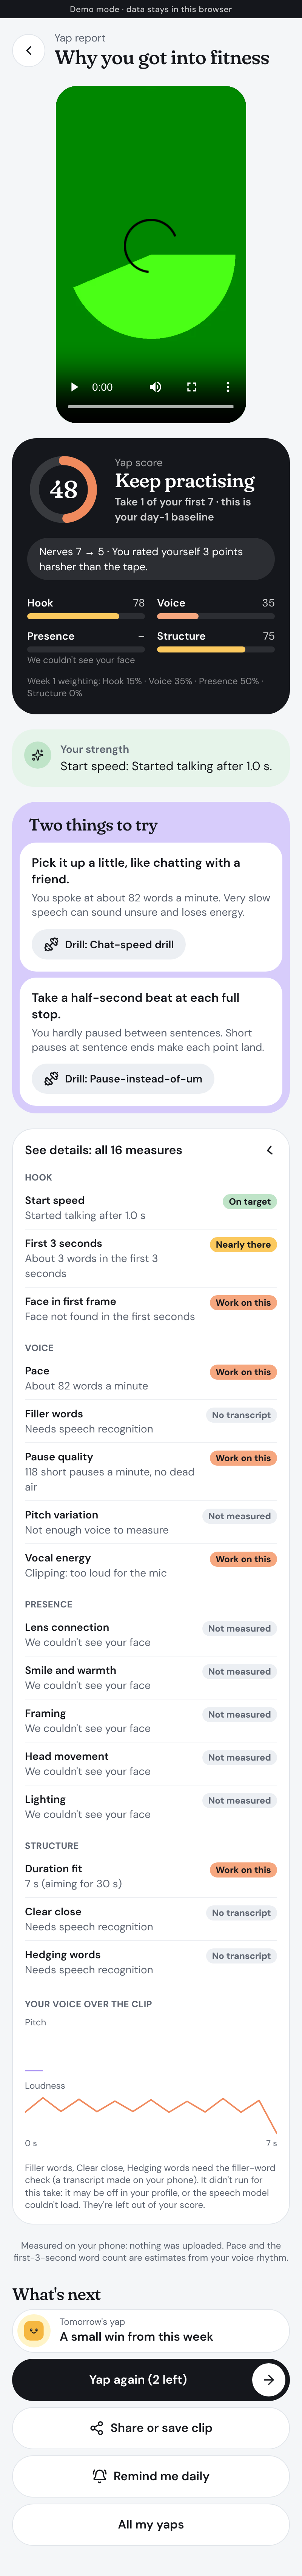 Demo mode · data stays in this browser
Yap report
Why you got into fitness
0:00
48
Yap score
Keep practising
Take 1 of your first 7 · this is
your day-1 baseline
Nerves 7 → 5 · You rated yourself 3 points
harsher than the tape.
Hook 78
Voice 35
Presence –
Structure 75
We couldn't see your face
Week 1 weighting: Hook 15% · Voice 35% · Presence 50% ·
Structure 0%
Your strength
Start speed: Started talking after 1.0 s.
Two things to try
Pick it up a little, like chatting with a
friend.
You spoke at about 82 words a minute. Very slow
speech can sound unsure and loses energy.
Drill: Chat-speed drill
Take a half-second beat at each full
stop.
You hardly paused between sentences. Short
pauses at sentence ends make each point land.
Drill: Pause-instead-of-um
See details: all 16 measures
HOOK
Start speed
On target
Started talking after 1.0 s
First 3 seconds
Nearly there
About 3 words in the first 3
seconds
Face in first frame
Work on this
Face not found in the first seconds
VOICE
Pace
Work on this
About 82 words a minute
Filler words
No transcript
Needs speech recognition
Pause quality
Work on this
118 short pauses a minute, no dead
air
Pitch variation
Not measured
Not enough voice to measure
Vocal energy
Work on this
Clipping: too loud for the mic
PRESENCE
Lens connection
Not measured
We couldn't see your face
Smile and warmth
Not measured
We couldn't see your face
Framing
Not measured
We couldn't see your face
Head movement
Not measured
We couldn't see your face
Lighting
Not measured
We couldn't see your face
STRUCTURE
Duration fit
Work on this
7 s (aiming for 30 s)
Clear close
No transcript
Needs speech recognition
Hedging words
No transcript
Needs speech recognition
YOUR VOICE OVER THE CLIP
Pitch
Loudness
0 s
7 s
Filler words, Clear close, Hedging words need the filler-word
check (a transcript made on your phone). It didn't run for
this take: it may be off in your profile, or the speech model
couldn't load. They're left out of your score.
Measured on your phone: nothing was uploaded. Pace and the
first-3-second word count are estimates from your voice rhythm.
What's next
Tomorrow's yap
A small win from this week
Yap again (2 left)
Share or save clip
Remind me daily
All my yaps